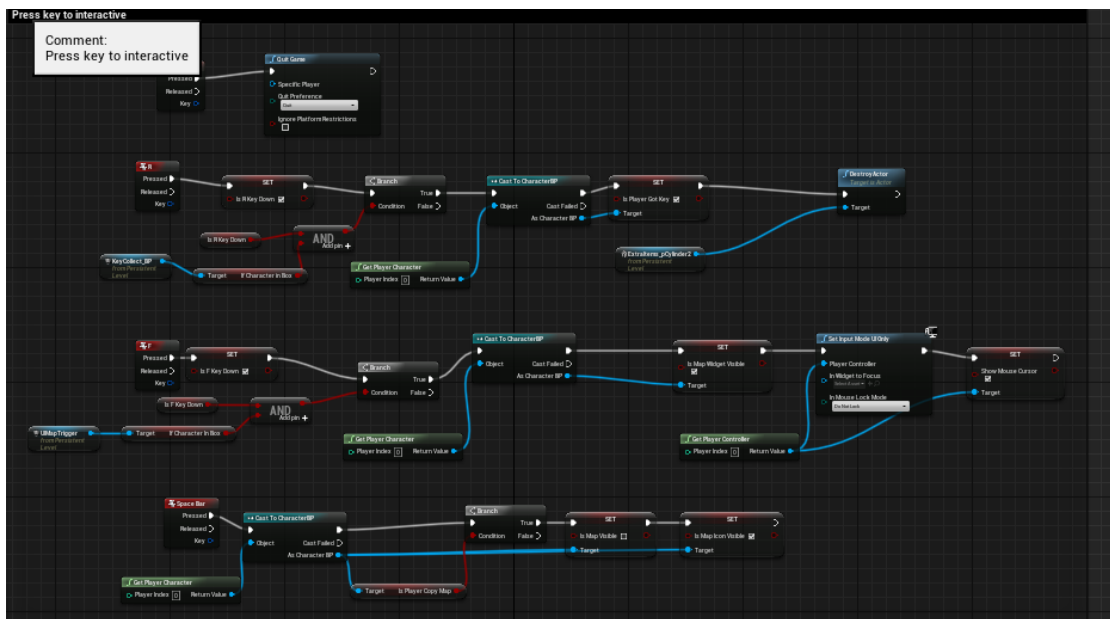 Press key to interactive
Comment:
Press key to interactive
Pressed
Released
Key
Quit Game
Specific Player
Quit Preference
Quit
Ignore Platform Restrictions
R
Pressed
Released
Key
SET
Is R Key Down
Branch
True
Condition
False
Cast To CharacterBP
Object
Cast Failed
As Character BP
SET
Is Player Got Key
Target
DestroyActor
Target is Actor
Target
Is R Key Down
AND
Add pin +
KeyCollect_BP
from Persistent
Level
Target
If Character In Box
Get Player Character
Player Index
0
Return Value
ExtraItems_pCylinder2
from Persistent
Level
F
Pressed
Released
Key
SET
Is F Key Down
Branch
True
Condition
False
Cast To CharacterBP
Object
Cast Failed
As Character BP
SET
Is Map Widget Visible
Target
Set Input Mode UI Only
Player Controller
In Widget to Focus
In Mouse Lock Mode
Do Not Lock
SET
Show Mouse Cursor
Target
Is F Key Down
AND
Add pin +
UIMapTrigger
from Persistent
Level
Target
If Character In Box
Get Player Character
Player Index
0
Return Value
Get Player Controller
Player Index
0
Return Value
Space Bar
Pressed
Released
Key
Cast To CharacterBP
Object
Cast Failed
As Character BP
Branch
True
Condition
False
SET
Is Map Visible
Target
SET
Is Map Icon Visible
Target
Get Player Character
Player Index
0
Return Value
Target
Is Player Copy Map